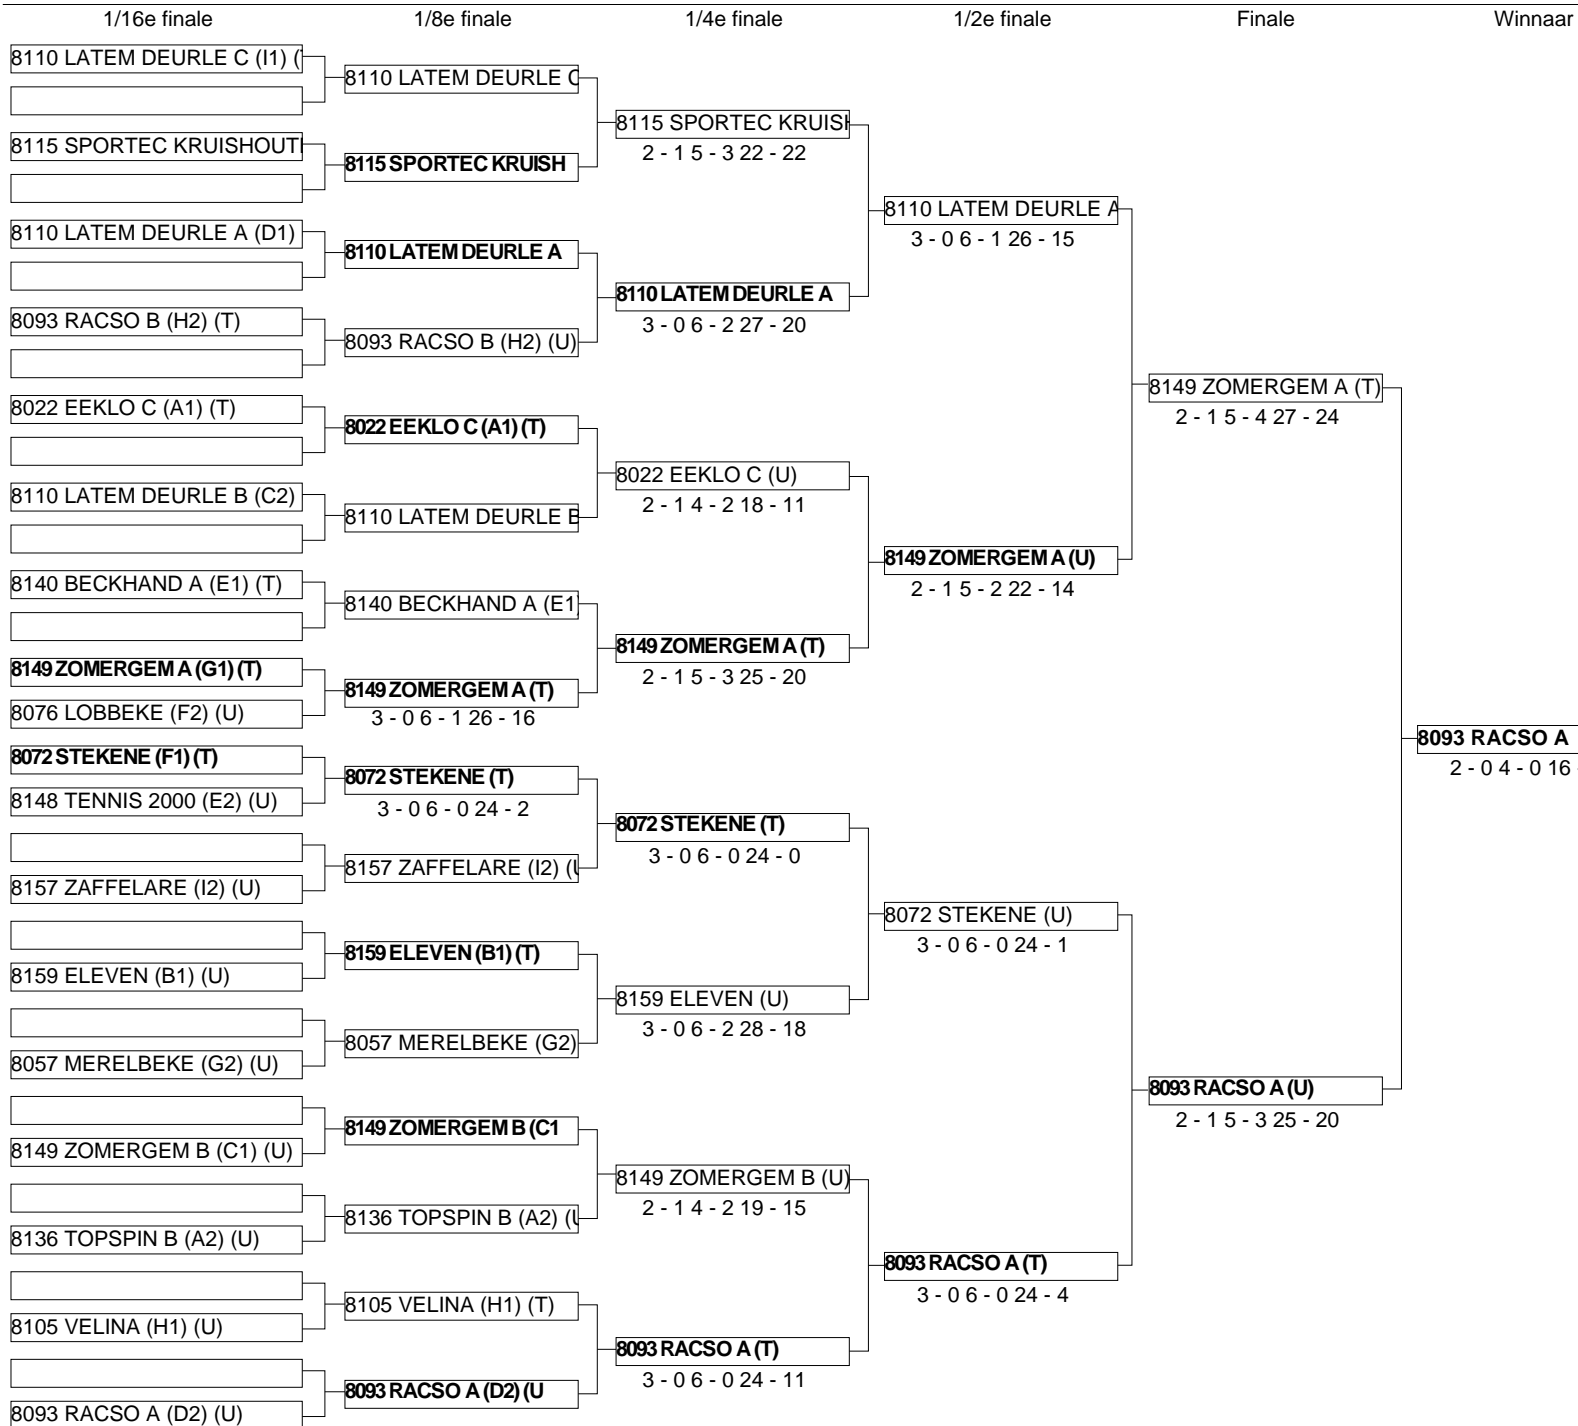 1/16e finale
1/8e finale
1/4e finale
1/2e finale
Finale
Winnaar
8110 LATEM DEURLE C (I1) (
8115 SPORTEC KRUISHOUT
8110 LATEM DEURLE A (D1)
8093 RACSO B (H2) (T)
8022 EEKLO C (A1) (T)
8110 LATEM DEURLE B (C2)
8140 BECKHAND A (E1) (T)
8149 ZOMERGEM A (G1) (T)
8076 LOBBEKE (F2) (U)
8072 STEKENE (F1) (T)
8148 TENNIS 2000 (E2) (U)
8157 ZAFFELARE (I2) (U)
8159 ELEVEN (B1) (U)
8057 MERELBEKE (G2) (U)
8149 ZOMERGEM B (C1) (U)
8136 TOPSPIN B (A2) (U)
8105 VELINA (H1) (U)
8093 RACSO A (D2) (U)
8110 LATEM DEURLE C
8115 SPORTEC KRUISH
8110 LATEM DEURLE A
8093 RACSO B (H2) (U)
8022 EEKLO C (A1) (T)
8110 LATEM DEURLE B
8140 BECKHAND A (E1)
8149 ZOMERGEM A (T)
3 - 0 6 - 1 26 - 16
8072 STEKENE (T)
3 - 0 6 - 0 24 - 2
8157 ZAFFELARE (I2) (U
8159 ELEVEN (B1) (T)
8057 MERELBEKE (G2)
8149 ZOMERGEM B (C1
8136 TOPSPIN B (A2) (U
8105 VELINA (H1) (T)
8093 RACSO A (D2) (U
8115 SPORTEC KRUISH
2 - 1 5 - 3 22 - 22
8110 LATEM DEURLE A
3 - 0 6 - 2 27 - 20
8022 EEKLO C (U)
2 - 1 4 - 2 18 - 11
8149 ZOMERGEM A (T)
2 - 1 5 - 3 25 - 20
8072 STEKENE (T)
3 - 0 6 - 0 24 - 0
8159 ELEVEN (U)
3 - 0 6 - 2 28 - 18
8149 ZOMERGEM B (U)
2 - 1 4 - 2 19 - 15
8093 RACSO A (T)
3 - 0 6 - 0 24 - 11
8110 LATEM DEURLE A
3 - 0 6 - 1 26 - 15
8149 ZOMERGEM A (U)
2 - 1 5 - 2 22 - 14
8072 STEKENE (U)
3 - 0 6 - 0 24 - 1
8093 RACSO A (T)
3 - 0 6 - 0 24 - 4
8149 ZOMERGEM A (T)
2 - 1 5 - 4 27 - 24
8093 RACSO A (U)
2 - 1 5 - 3 25 - 20
8093 RACSO A
2 - 0 4 - 0 16